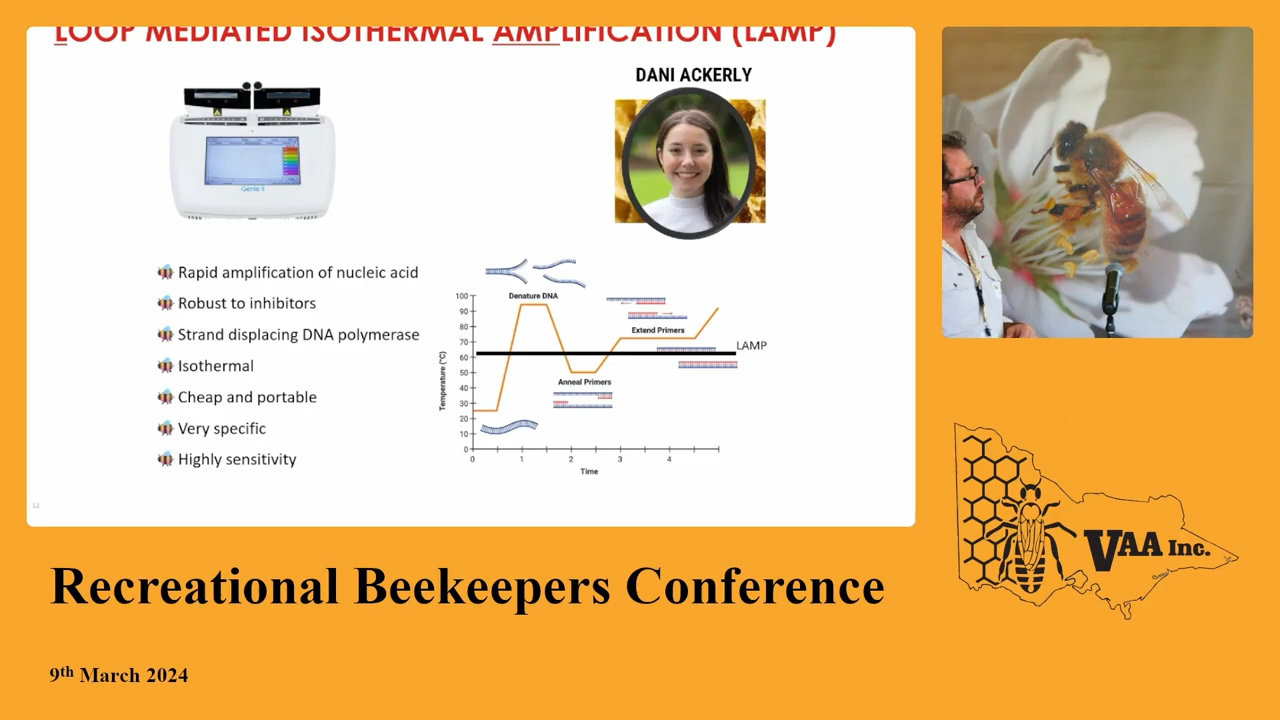 LOOP MEDIATED ISOTHERMAL AMPLIFICATION (LAMP)
DANI ACKERLY
Genie II
Rapid amplification of nucleic acid
Robust to inhibitors
Strand displacing DNA polymerase
Isothermal
Cheap and portable
Very specific
Highly sensitivity
Denature DNA
Extend Primers
LAMP
Anneal Primers
Temperature (°C)
100
90
80
70
60
50
40
30
20
10
0
0 1 2 3 4
Time
12
VAA Inc.
Recreational Beekeepers Conference
9th March 2024